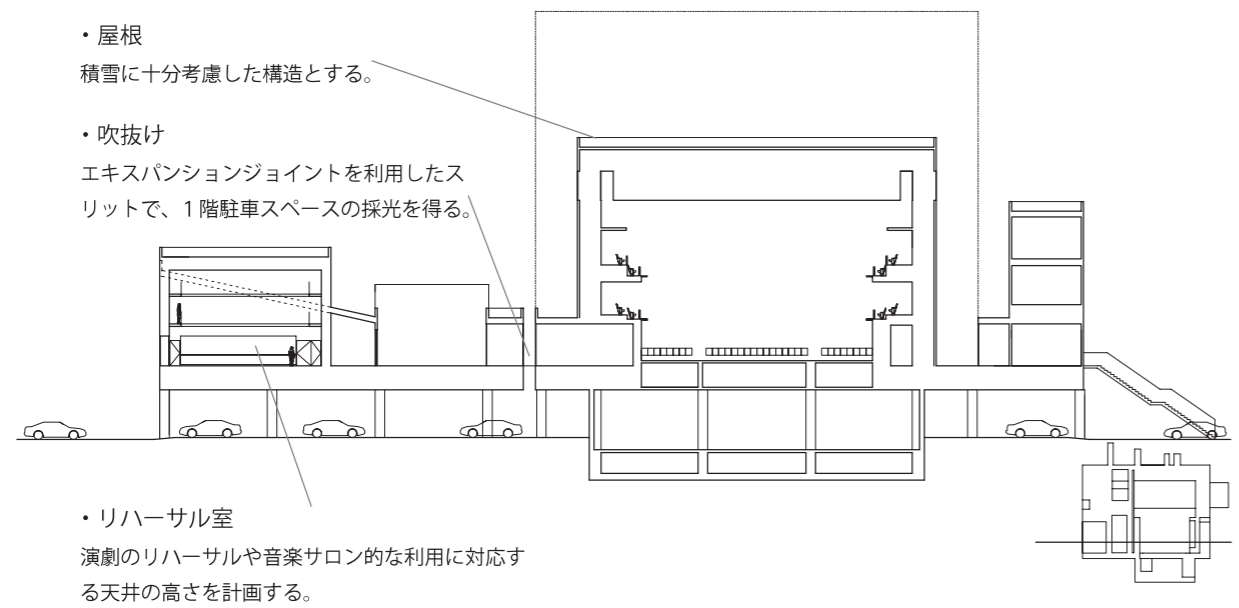 ・屋根
積雪に十分考慮した構造とする。
・吹抜け
エキスパンションジョイントを利用したス
リットで、1階駐車スペースの採光を得る。
・リハーサル室
演劇のリハーサルや音楽サロン的な利用に対応す
る天井の高さを計画する。